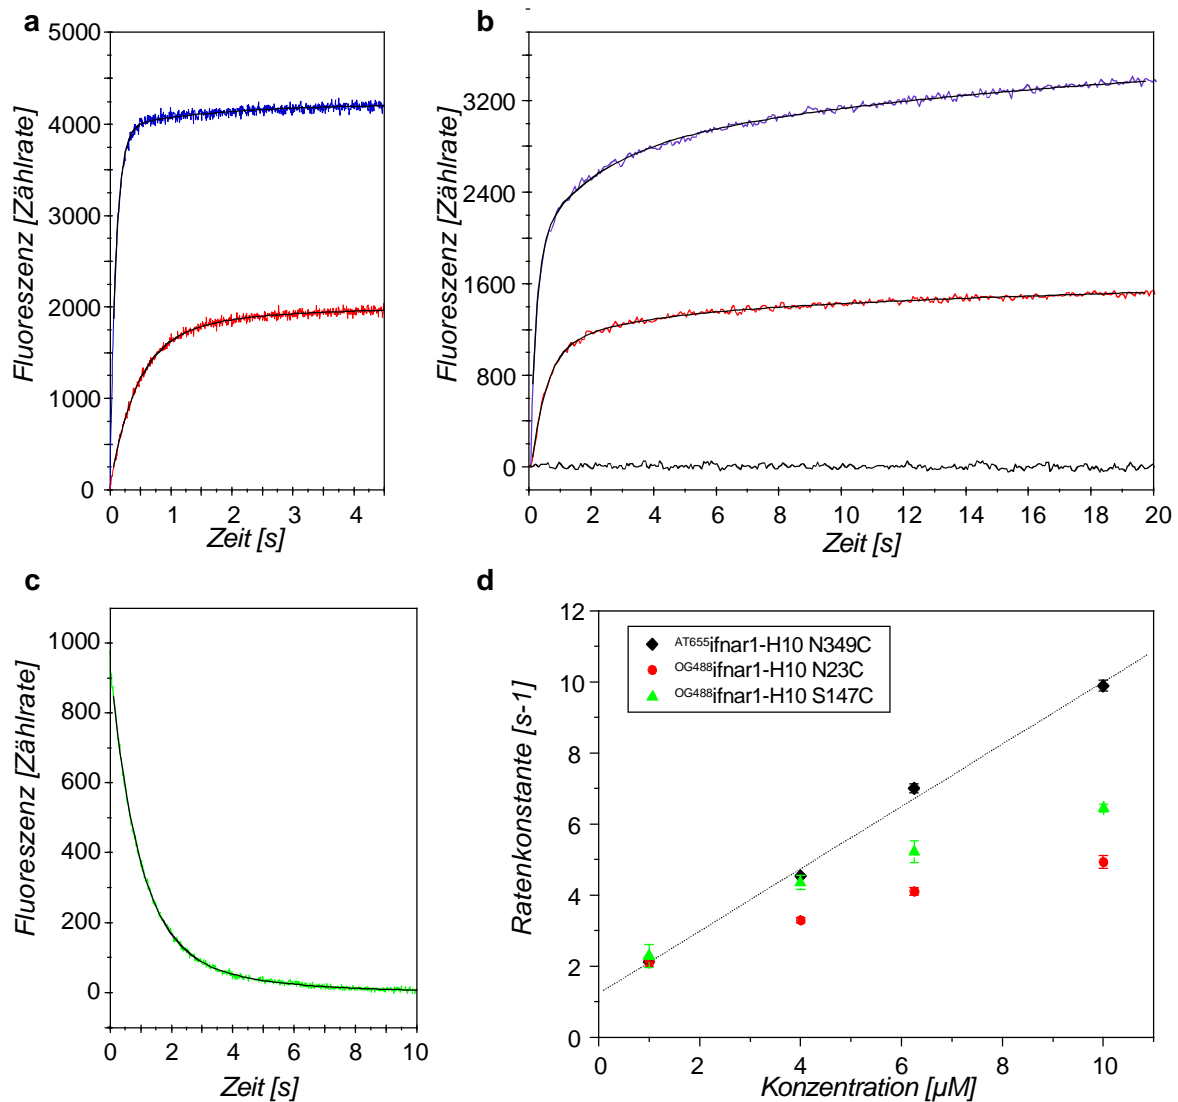 a
5000
4000
3000
2000
1000
0
Fluoreszenz [Zählrate]
0 1 2 3 4
Zeit [s]
b
3200
2400
1600
800
0
Fluoreszenz [Zählrate]
0 2 4 6 8 10 12 14 16 18 20
Zeit [s]
c
1000
800
600
400
200
0
Fluoreszenz [Zählrate]
0 2 4 6 8 10
Zeit [s]
d
12
10
8
6
4
2
0
Ratenkonstante [s-1]
AT655ifnar1-H10 N349C
OG488ifnar1-H10 N23C
OG488ifnar1-H10 S147C
0 2 4 6 8 10
Konzentration [µM]